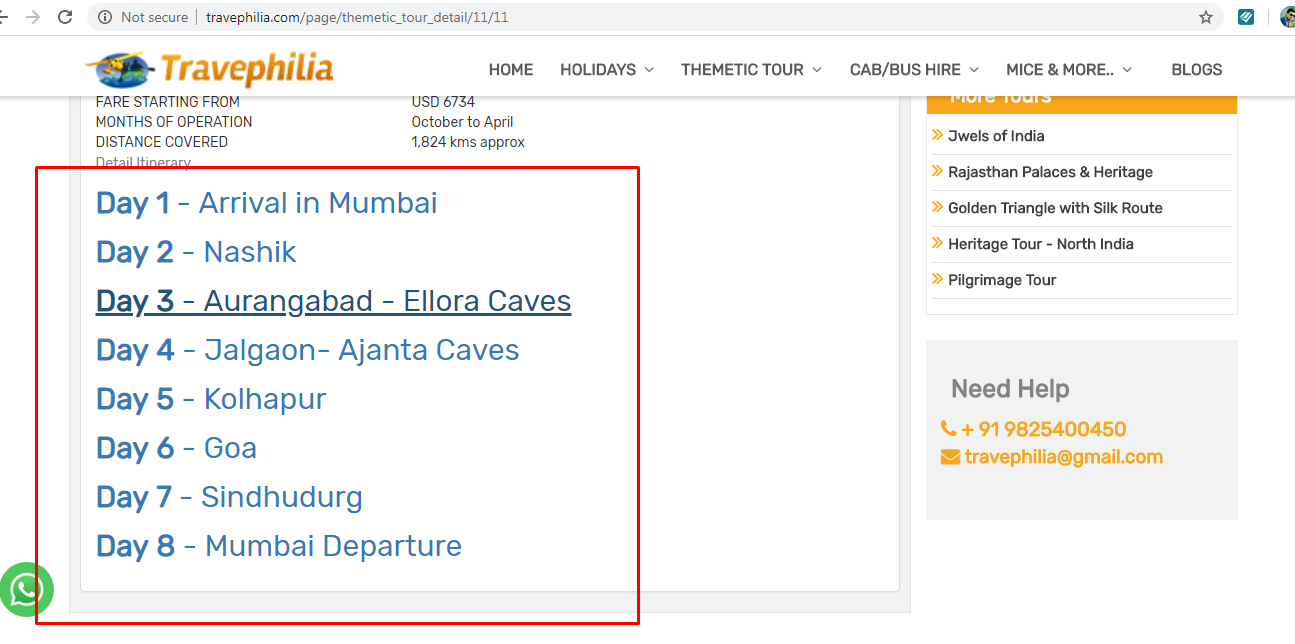 Not secure | travephilia.com/page/themetic_tour_detail/11/11
Travephilia
HOME HOLIDAYS THEMETIC TOUR CAB/BUS HIRE MICE & MORE.. BLOGS
FARE STARTING FROM USD 6734
MONTHS OF OPERATION October to April
DISTANCE COVERED 1,824 kms approx
Detail Itinerary
Day 1 - Arrival in Mumbai
Day 2 - Nashik
Day 3 - Aurangabad - Ellora Caves
Day 4 - Jalgaon- Ajanta Caves
Day 5 - Kolhapur
Day 6 - Goa
Day 7 - Sindhudurg
Day 8 - Mumbai Departure
More Tours
Jwels of India
Rajasthan Palaces & Heritage
Golden Triangle with Silk Route
Heritage Tour - North India
Pilgrimage Tour
Need Help
+ 91 9825400450
travephilia@gmail.com